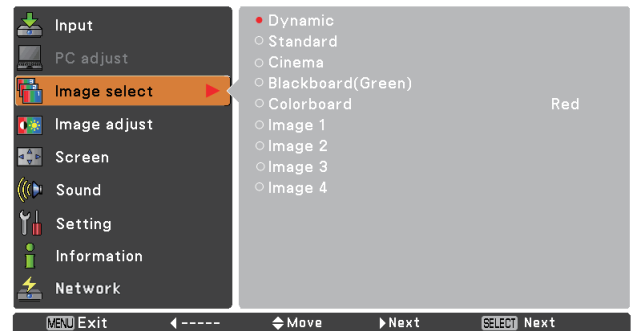 Input
PC adjust
Image select
Image adjust
Screen
Sound
Setting
Information
Network
Dynamic
Standard
Cinema
Blackboard(Green)
Colorboard Red
Image 1
Image 2
Image 3
Image 4
MENU Exit ----- Move Next SELECT Next